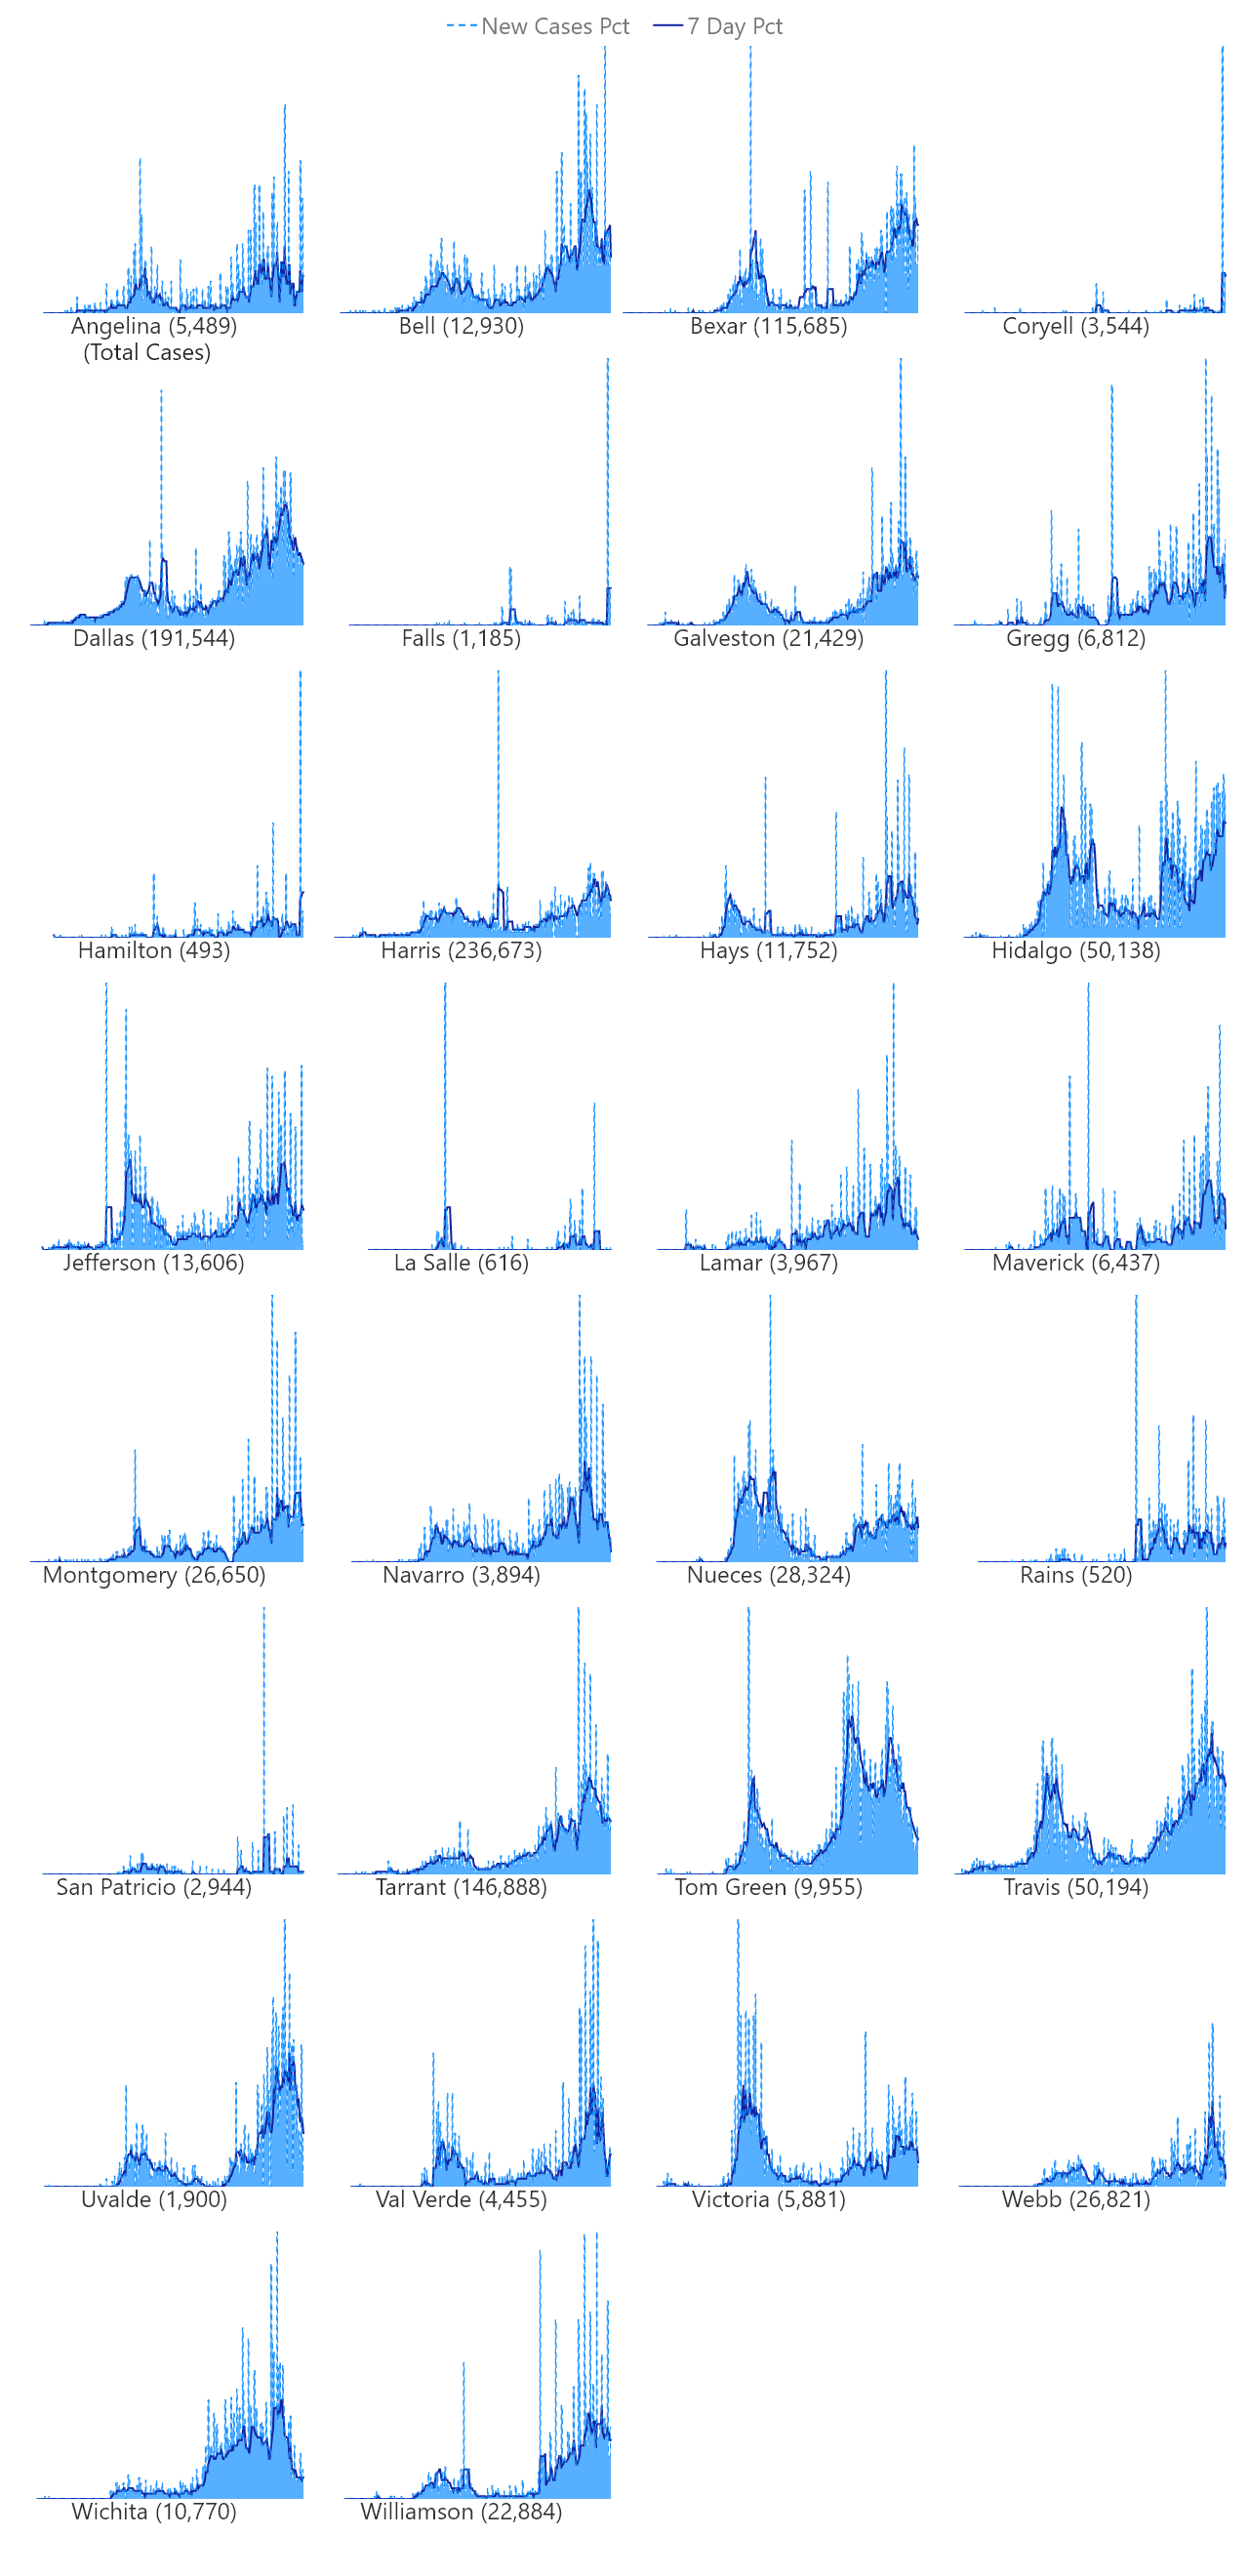 New Cases Pct 7 Day Pct
Angelina (5,489) Bell (12,930) Bexar (115,685) Coryell (3,544)
(Total Cases)
Dallas (191,544) Falls (1,185) Galveston (21,429) Gregg (6,812)
Hamilton (493) Harris (236,673) Hays (11,752) Hidalgo (50,138)
Jefferson (13,606) La Salle (616) Lamar (3,967) Maverick (6,437)
Montgomery (26,650) Navarro (3,894) Nueces (28,324) Rains (520)
San Patricio (2,944) Tarrant (146,888) Tom Green (9,955) Travis (50,194)
Uvalde (1,900) Val Verde (4,455) Victoria (5,881) Webb (26,821)
Wichita (10,770) Williamson (22,884)